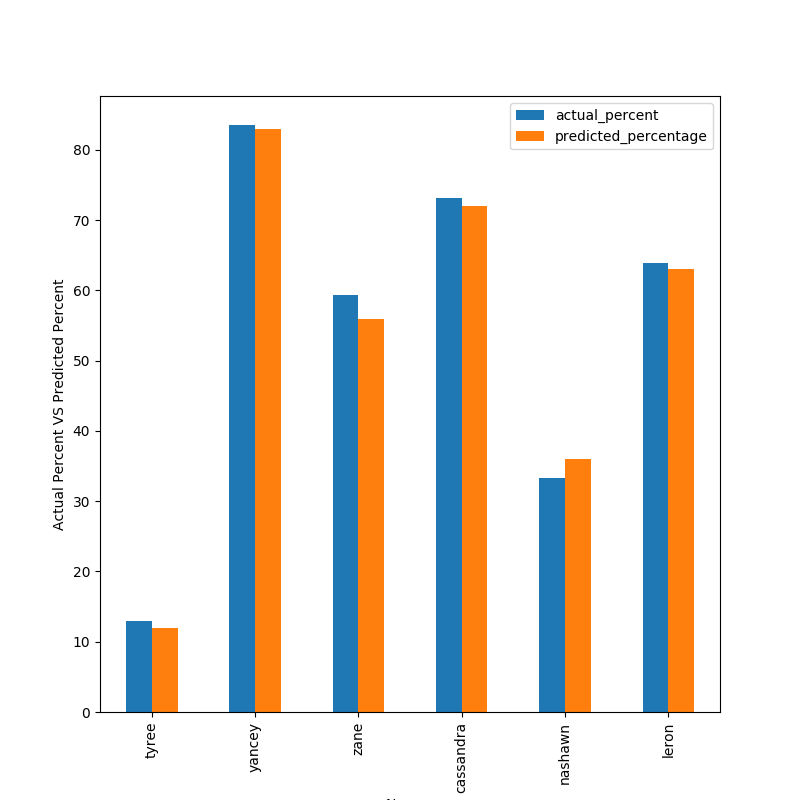 actual_percent
predicted_percentage
Actual Percent VS Predicted Percent
80
70
60
50
40
30
20
10
0
tyree
yancey
zane
cassandra
nashawn
leron